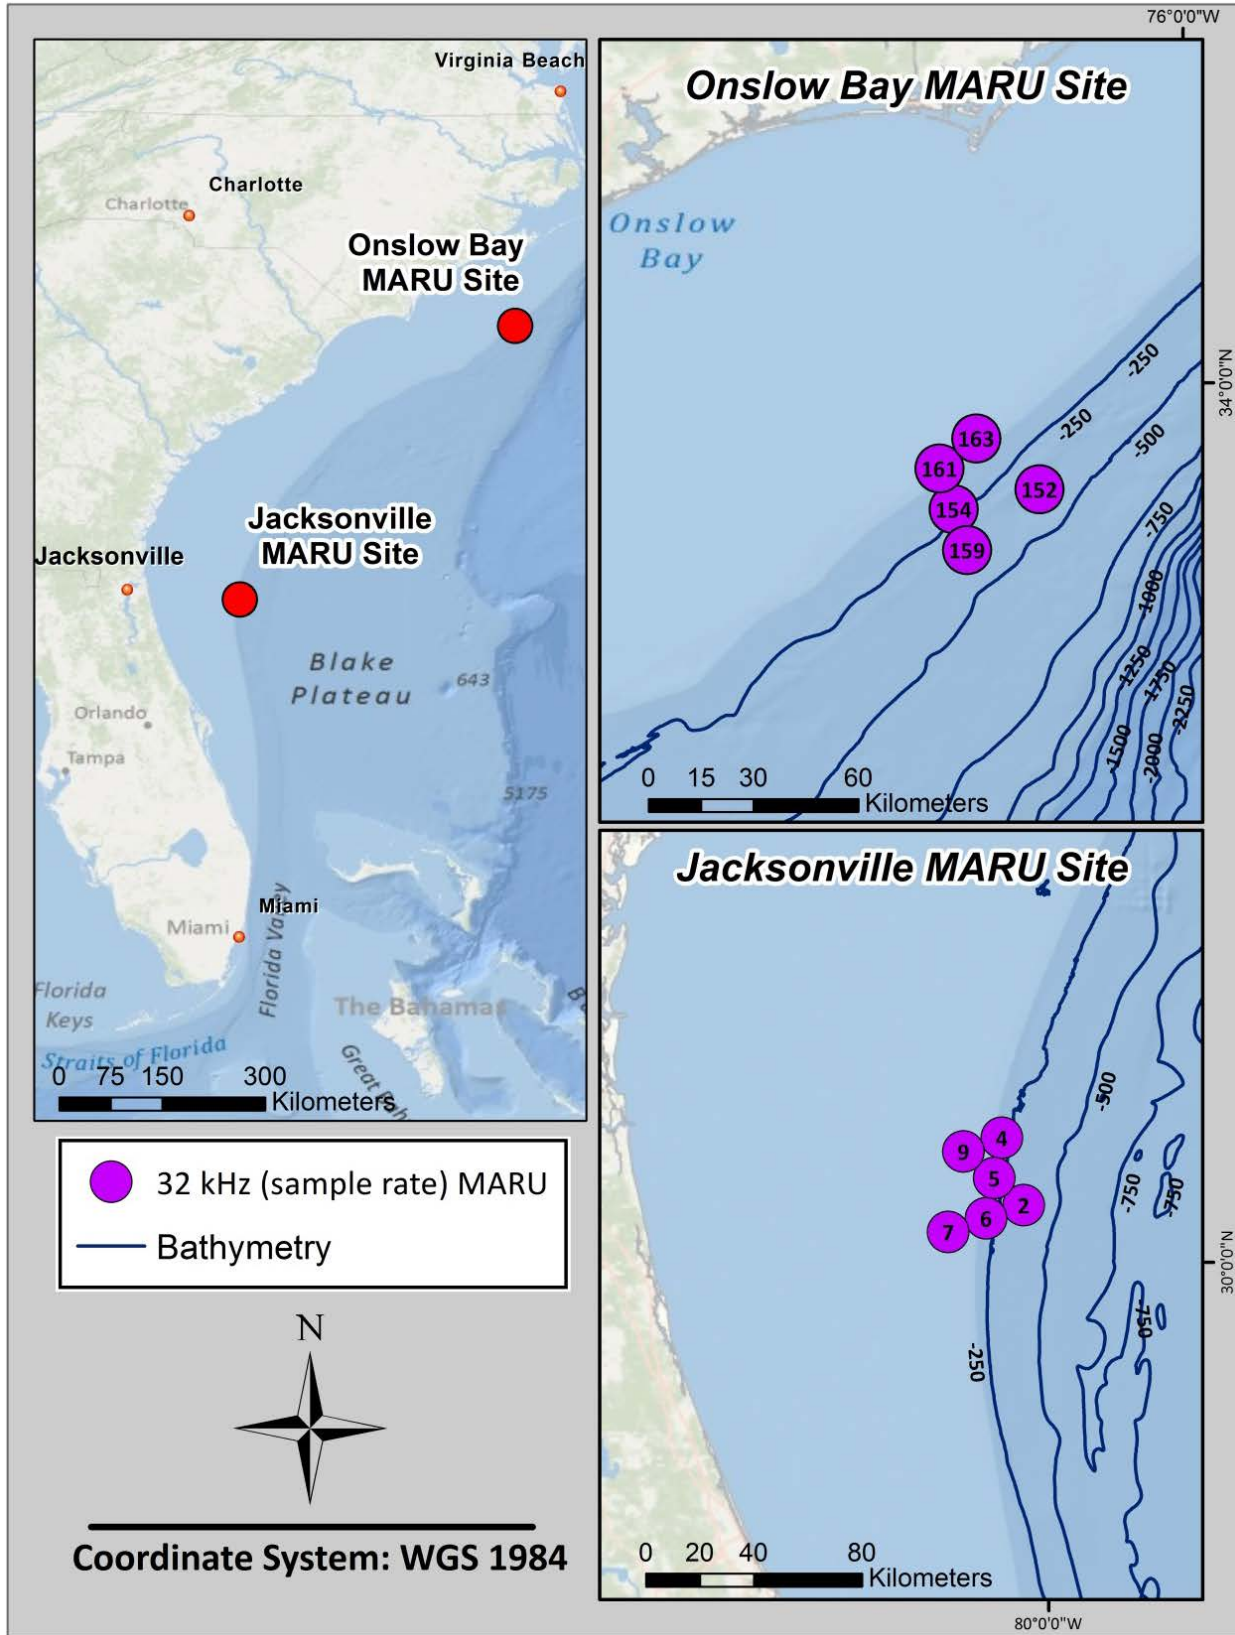 76°0'0"W
Virginia Beach
Charlotte
Charlotte
Onslow Bay
MARU Site
Jacksonville
MARU Site
Jacksonville
Blake
Plateau
643
5175
Orlando
Tampa
Miami
Miami
Florida Valley
Florida
Keys
The Bahamas
Straits of Florida
Great Bah
0 75 150 300
Kilometers
Onslow Bay MARU Site
Onslow
Bay
34°0'0"N
-250
-250
-500
-750
-1000
-1250
-1750
-2250
-1500
-2000
163
161
152
154
159
0 15 30 60
Kilometers
Jacksonville MARU Site
-500
-750
-750
-750
-250
4
9
5
2
6
7
30°0'0"N
0 20 40 80
Kilometers
80°0'0"W
32 kHz (sample rate) MARU
Bathymetry
N
Coordinate System: WGS 1984